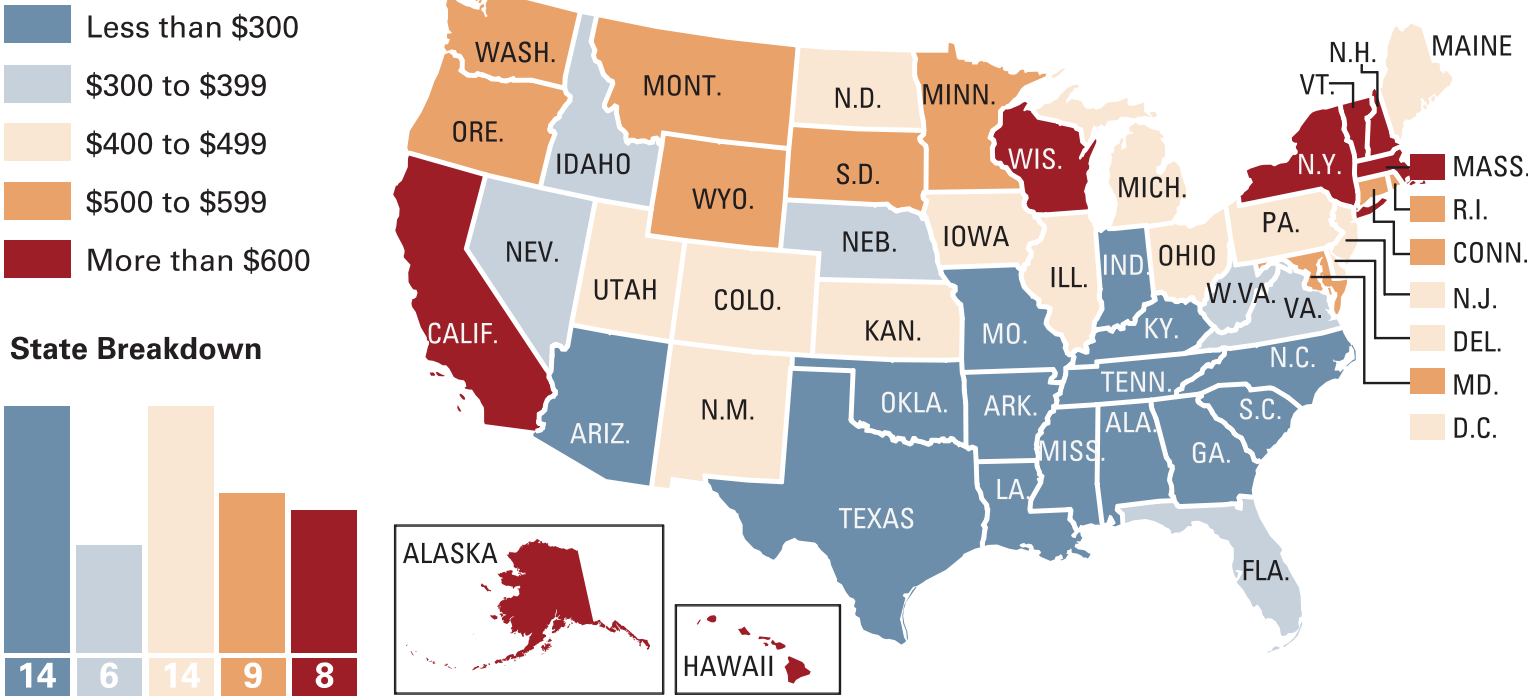 Less than $300
$300 to $399
$400 to $499
$500 to $599
More than $600
State Breakdown
14 6 14 9 8
WASH.
ORE.
CALIF.
IDAHO
NEV.
MONT.
WYO.
UTAH
ARIZ.
COLO.
N.M.
N.D.
S.D.
NEB.
KAN.
OKLA.
TEXAS
MINN.
IOWA
MO.
ARK.
LA.
WIS.
ILL.
MICH.
IND.
OHIO
KY.
TENN.
MISS.
ALA.
GA.
FLA.
S.C.
N.C.
VA.
W.VA.
PA.
N.Y.
VT.
N.H.
MAINE
MASS.
R.I.
CONN.
N.J.
DEL.
MD.
D.C.
ALASKA
HAWAII